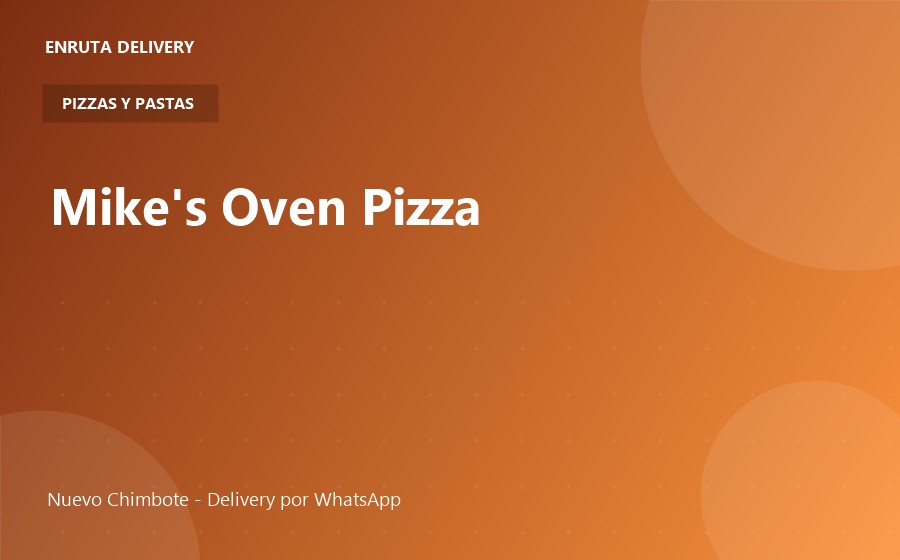 ENRUTA DELIVERY
PIZZAS Y PASTAS
Mike's Oven Pizza
Nuevo Chimbote - Delivery por WhatsApp